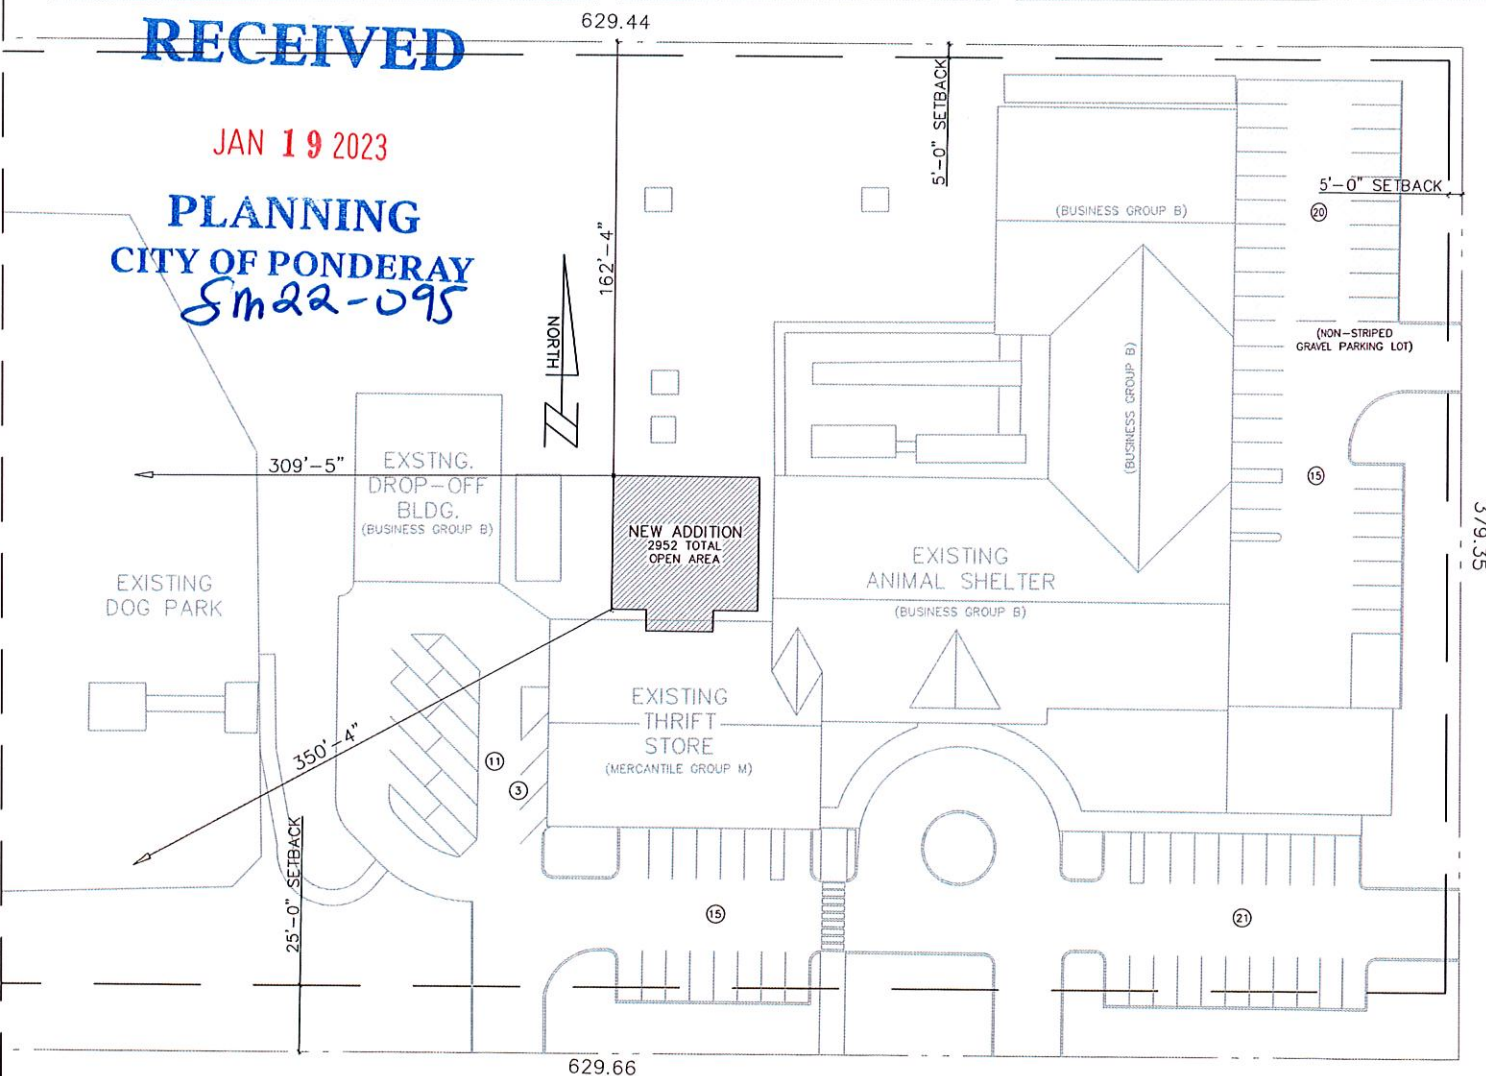 629.44
RECEIVED
JAN 19 2023
PLANNING
CITY OF PONDERAY
Sm22-095
5'-0" SETBACK
5'-0" SETBACK
20
(BUSINESS GROUP B)
162'-4"
NORTH
(NON-STRIPED
GRAVEL PARKING LOT)
(BUSINESS GROUP B)
309'-5"
EXSTNG.
DROP-OFF
BLDG.
(BUSINESS GROUP B)
15
379.35
NEW ADDITION
2952 TOTAL
OPEN AREA
EXISTING
ANIMAL SHELTER
(BUSINESS GROUP B)
EXISTING
DOG PARK
EXISTING
THRIFT
STORE
(MERCANTILE GROUP M)
350'-4"
11
3
25'-0" SETBACK
15
21
629.66